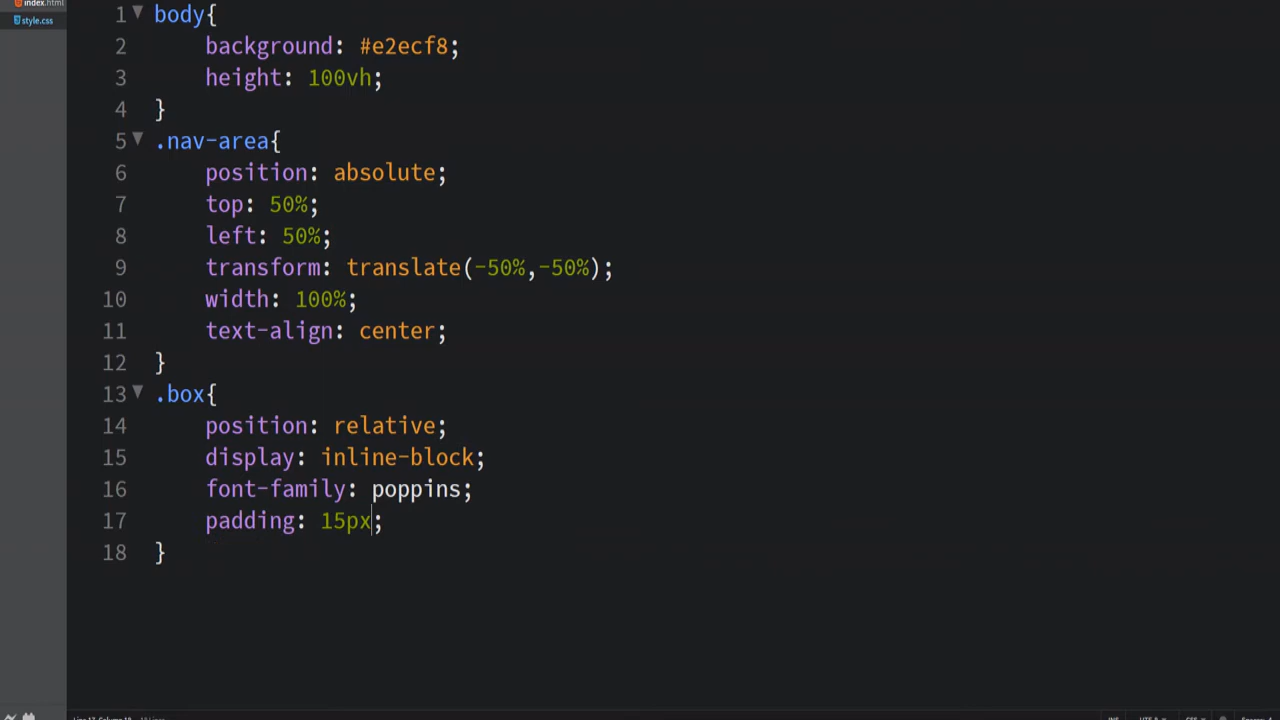 index.html
style.css
1 body{
2 background: #e2ecf8;
3 height: 100vh;
4 }
5 .nav-area{
6 position: absolute;
7 top: 50%;
8 left: 50%;
9 transform: translate(-50%,-50%);
10 width: 100%;
11 text-align: center;
12 }
13 .box{
14 position: relative;
15 display: inline-block;
16 font-family: poppins;
17 padding: 15px;
18 }